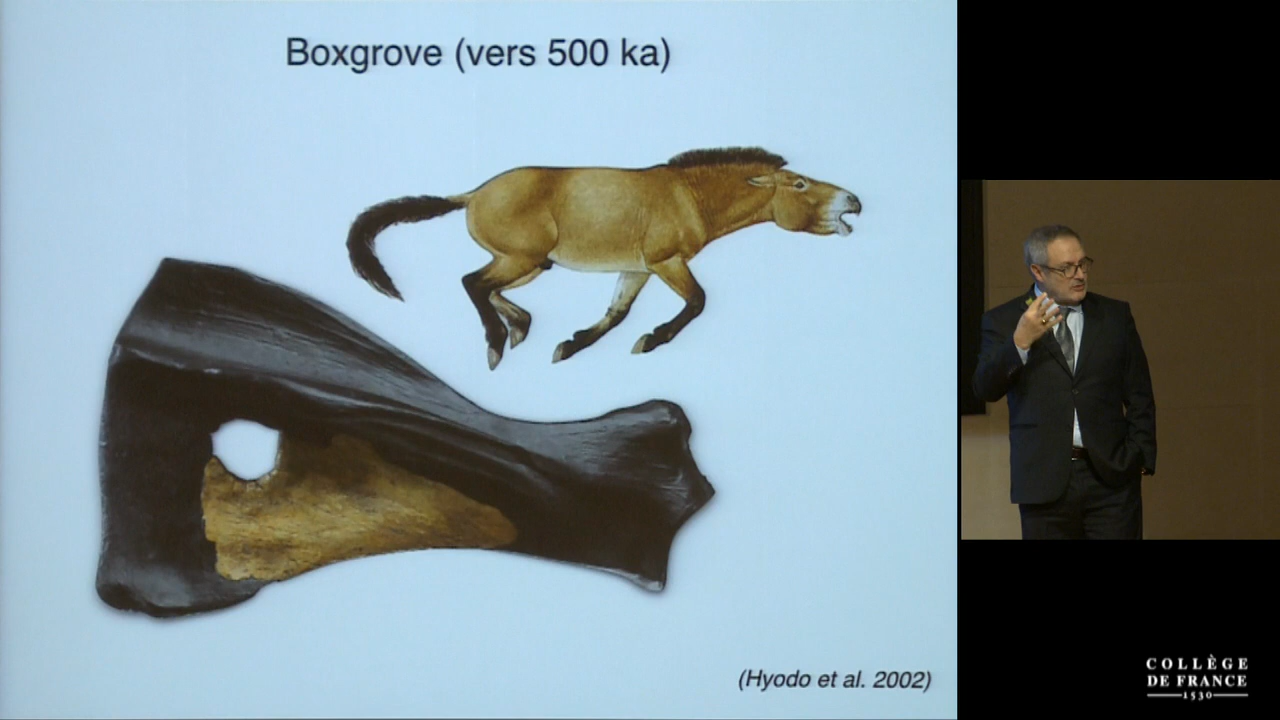 Boxgrove (vers 500 ka)
(Hyodo et al. 2002)
COLLÈGE
DE FRANCE
1530